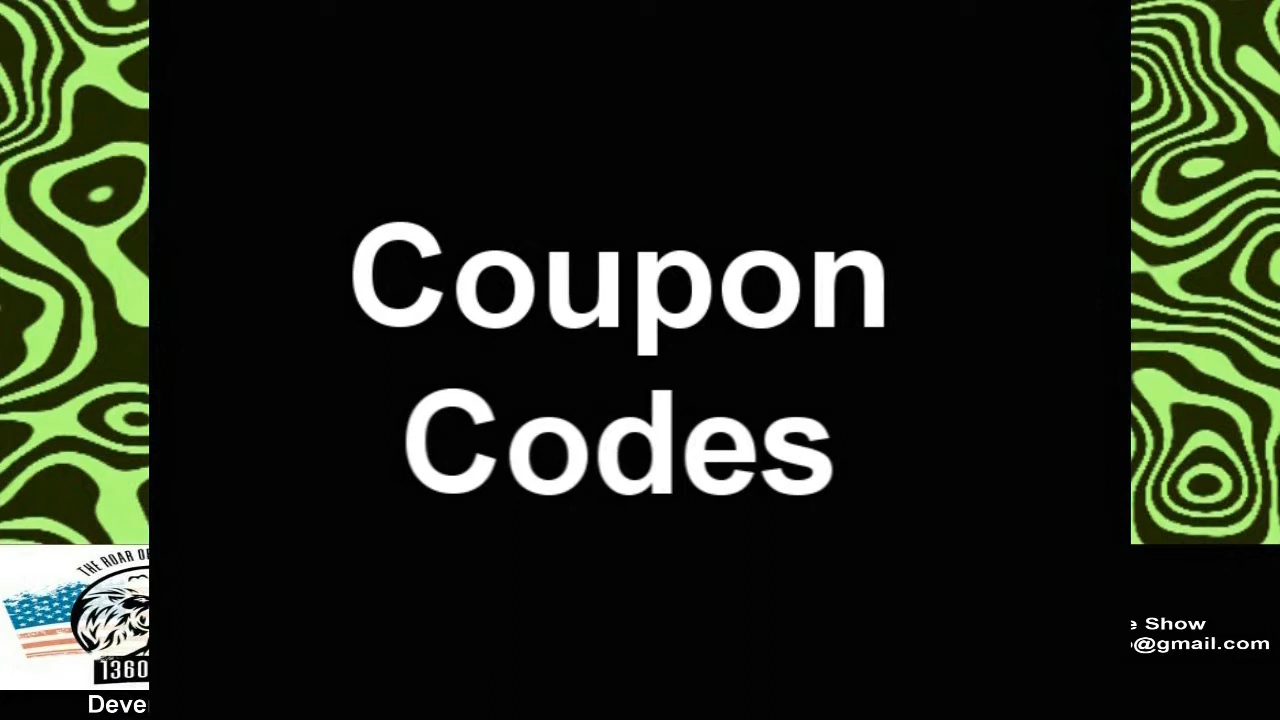 Coupon
Codes
THE ROAR OF
1360
e Show
@gmail.com
Deve